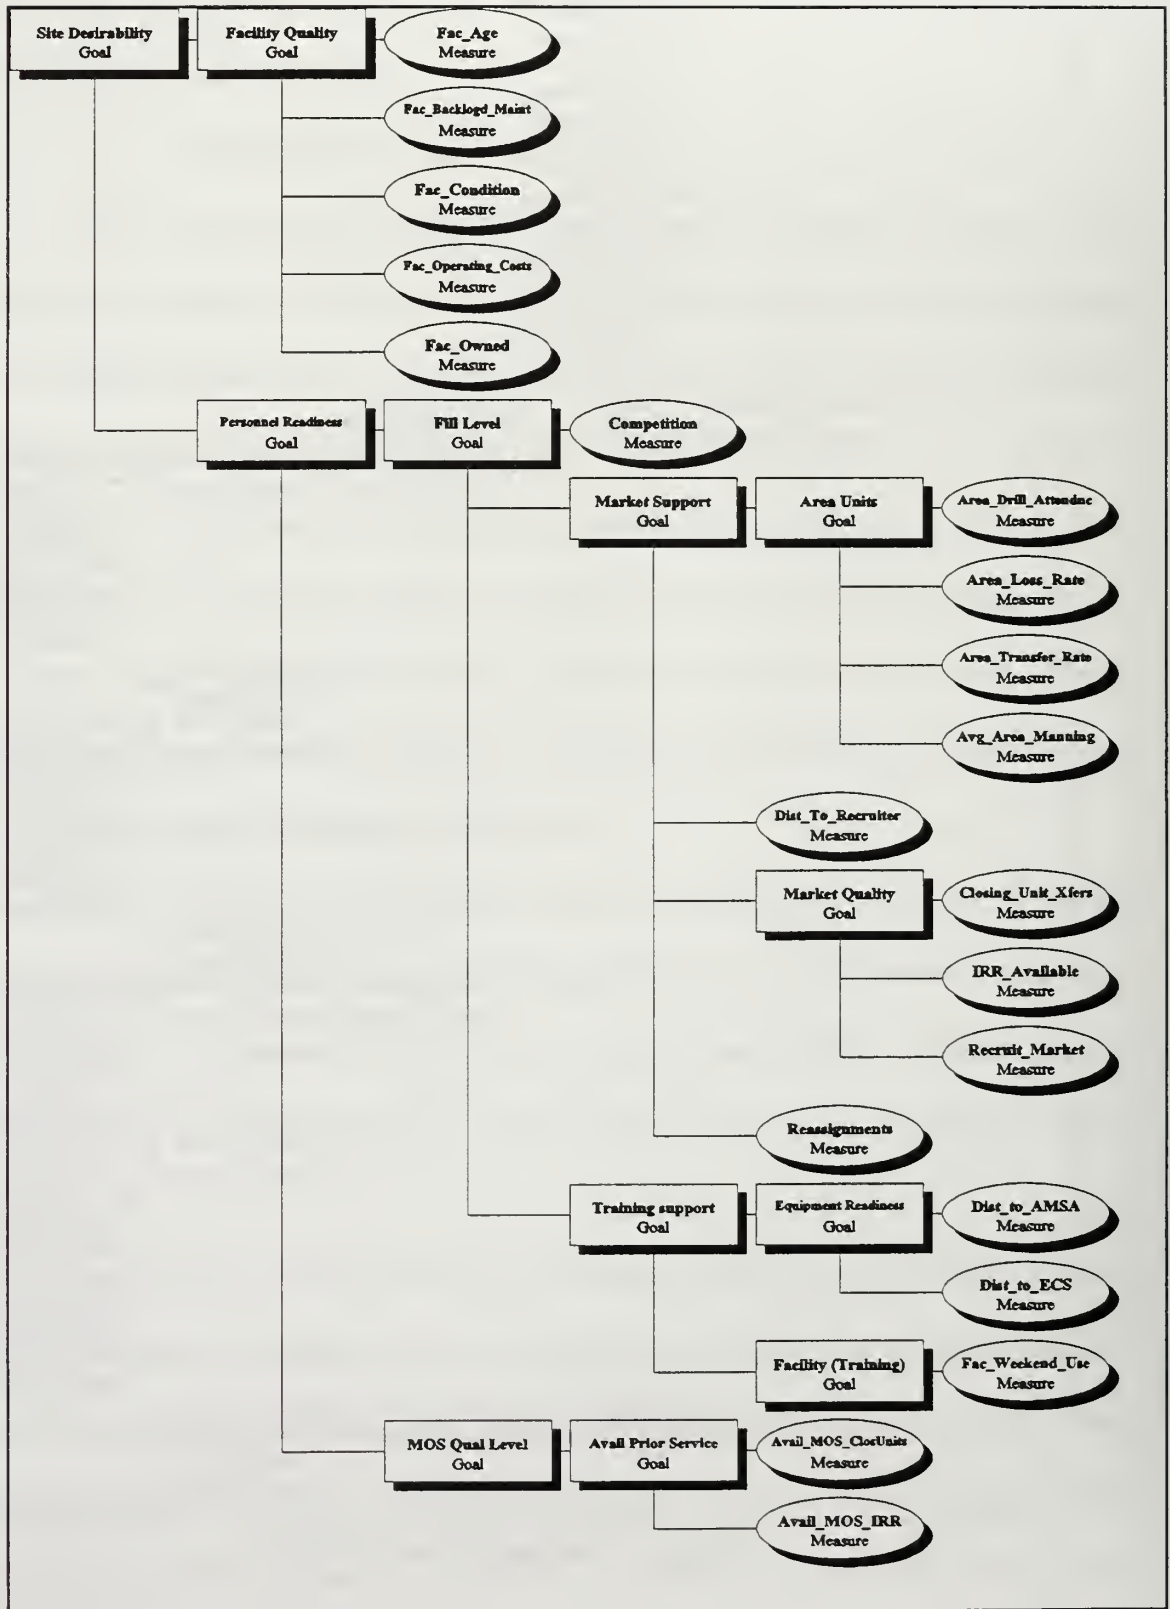 Site Desirability
Goal
Facility Quality
Goal
Fac_Age
Measure
Fac_Backlogd_Maint
Measure
Fac_Condition
Measure
Fac_Operating_Costs
Measure
Fac_Owned
Measure
Personnel Readiness
Goal
Fill Level
Goal
Competition
Measure
Market Support
Goal
Area Units
Goal
Area_Drill_Attendnc
Measure
Area_Loss_Rate
Measure
Area_Transfer_Rate
Measure
Avg_Area_Manning
Measure
Dist_To_Recruiter
Measure
Market Quality
Goal
Closing_Unit_Xfers
Measure
IRR_Available
Measure
Recruit_Market
Measure
Reassignments
Measure
Training support
Goal
Equipment Readiness
Goal
Dist_to_AMSA
Measure
Dist_to_ECS
Measure
Facility (Training)
Goal
Fac_Weekend_Use
Measure
MOS Qual Level
Goal
Avail Prior Service
Goal
Avail_MOS_ClosUnits
Measure
Avail_MOS_IRR
Measure